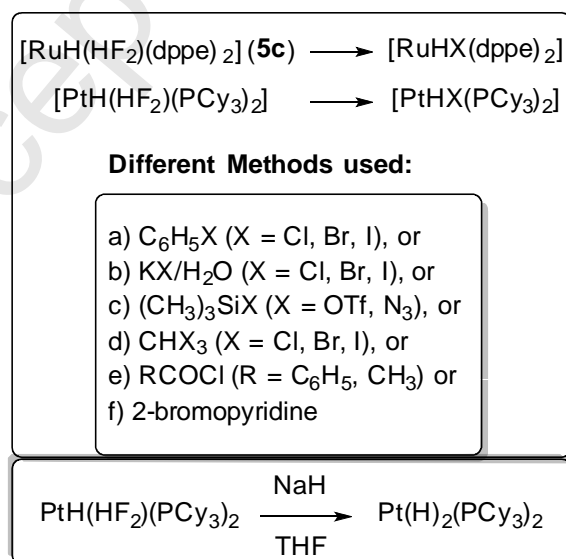 [RuH(HF₂)(dppe)₂] (5c) → [RuHX(dppe)₂]
[PtH(HF₂)(PCy₃)₂] → [PtHX(PCy₃)₂]
Different Methods used:
a) C₆H₅X (X = Cl, Br, I), or
b) KX/H₂O (X = Cl, Br, I), or
c) (CH₃)₃SiX (X = OTf, N₃), or
d) CHX₃ (X = Cl, Br, I), or
e) RCOCl (R = C₆H₅, CH₃) or
f) 2-bromopyridine
NaH
PtH(HF₂)(PCy₃)₂ → Pt(H)₂(PCy₃)₂
THF